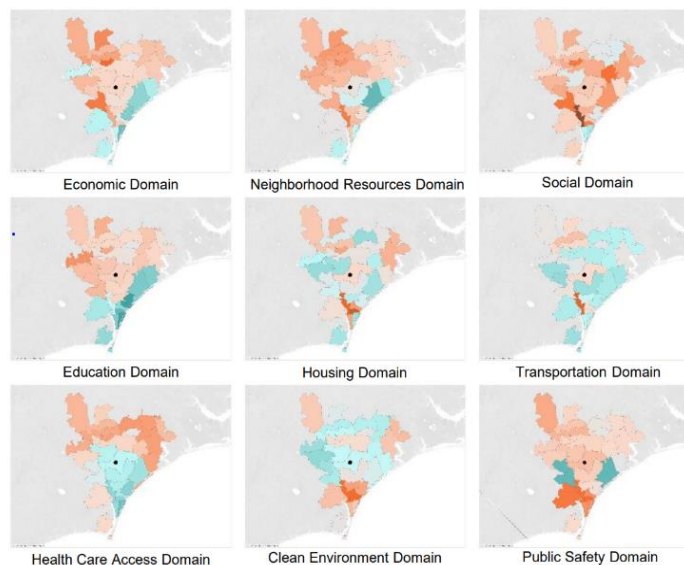 Economic Domain
Neighborhood Resources Domain
Social Domain
Education Domain
Housing Domain
Transportation Domain
Health Care Access Domain
Clean Environment Domain
Public Safety Domain